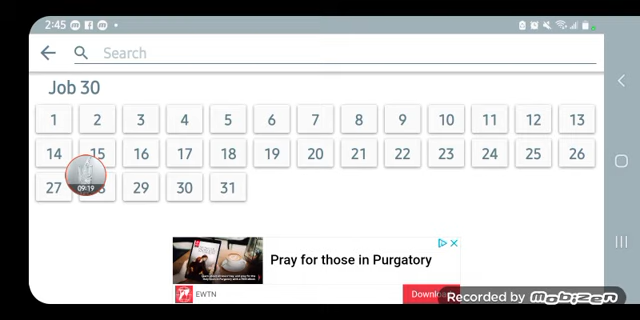 2:45
Search
Job 30
1 2 3 4 5 6 7 8 9 10 11 12 13
14 15 16 17 18 19 20 21 22 23 24 25 26
27 29 30 31
09:19
Pray for those in Purgatory
EWTN
Recorded by Mobizen